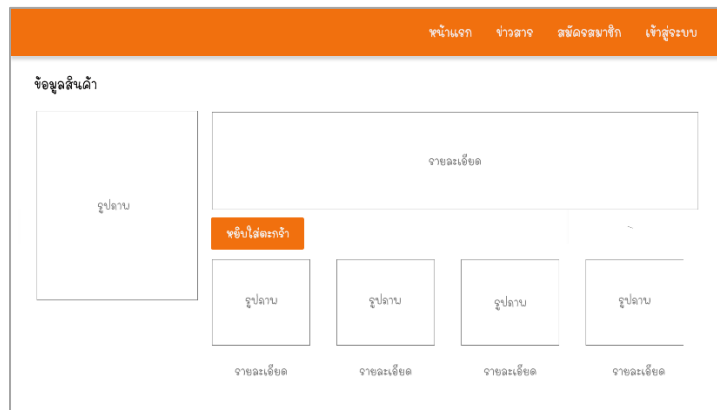 หน้าแรก ข่าวสาร สมัครสมาชิก เข้าสู่ระบบ
ข้อมูลสินค้า
รูปภาพ
รายละเอียด
หยิบใส่ตะกร้า
รูปภาพ รูปภาพ รูปภาพ รูปภาพ
รายละเอียด รายละเอียด รายละเอียด รายละเอียด